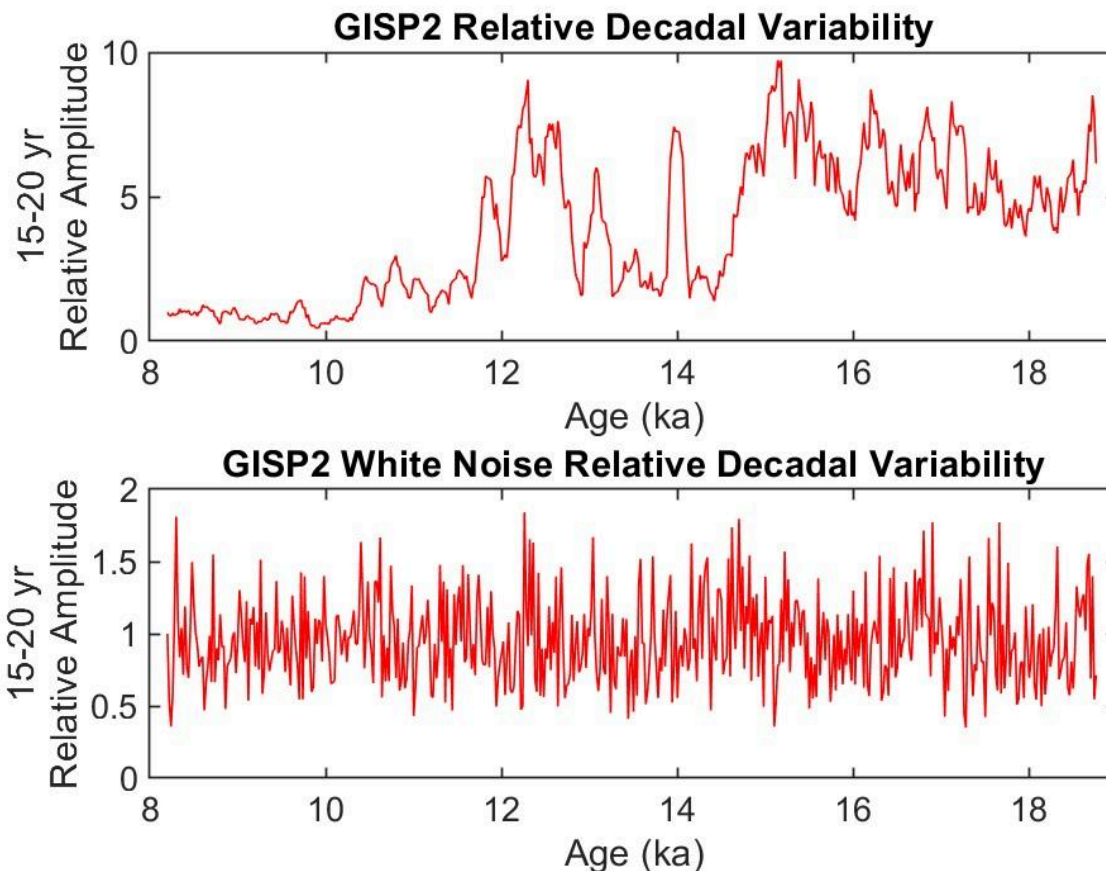 GISP2 Relative Decadal Variability
15-20 yr
Relative Amplitude
10
5
0
8 10 12 14 16 18
Age (ka)
GISP2 White Noise Relative Decadal Variability
15-20 yr
Relative Amplitude
2
1.5
1
0.5
0
8 10 12 14 16 18
Age (ka)